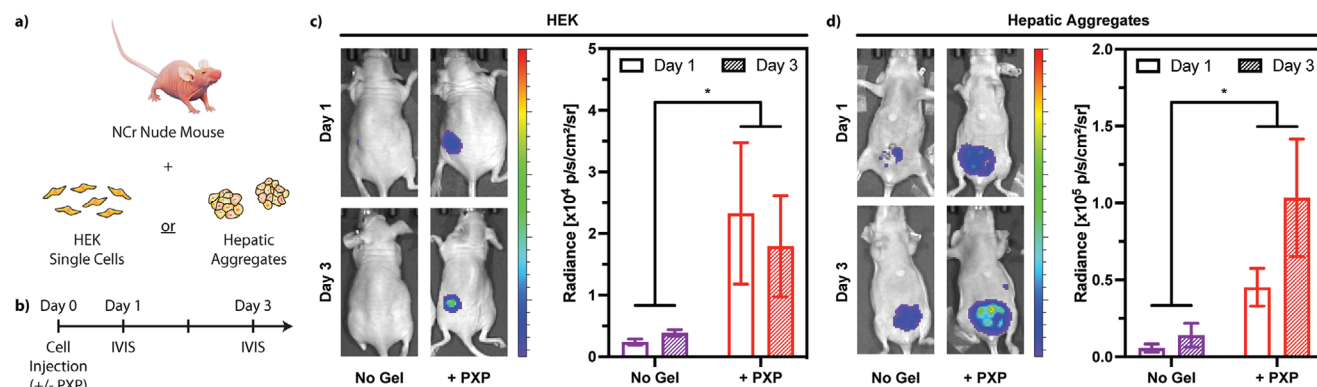 a)
NCr Nude Mouse
+
or
HEK
Single Cells
Hepatic
Aggregates
b)
Day 0
Day 1
Day 3
Cell
Injection
(+/- PXP)
IVIS
IVIS
c)
HEK
Day 1
Day 3
No Gel
+ PXP
Radiance [x10⁴ p/s/cm²/sr]
5
4
3
2
1
0
Day 1
Day 3
*
No Gel
+ PXP
d)
Hepatic Aggregates
Day 1
Day 3
No Gel
+ PXP
Radiance [x10⁵ p/s/cm²/sr]
2.0
1.5
1.0
0.5
0.0
Day 1
Day 3
*
No Gel
+ PXP